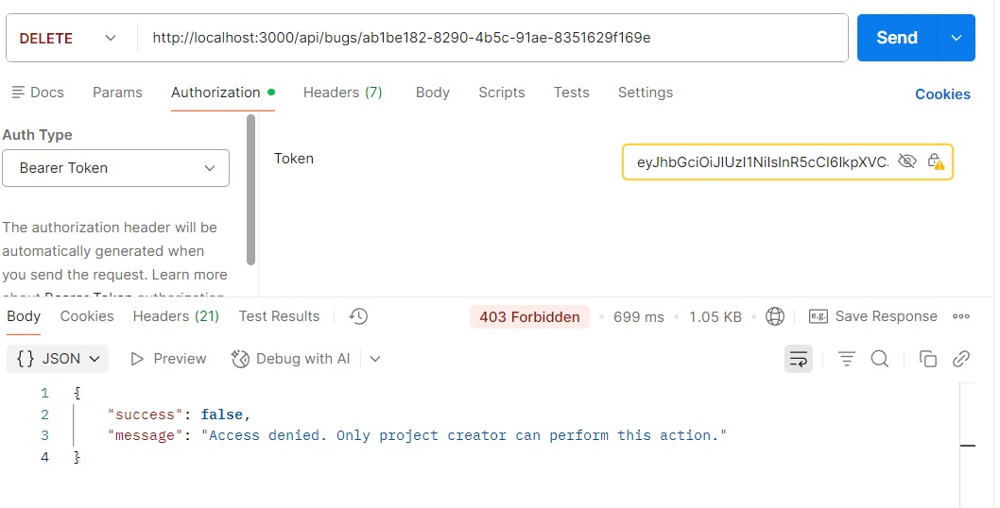 DELETE http://localhost:3000/api/bugs/ab1be182-8290-4b5c-91ae-8351629f169e Send
Docs Params Authorization Headers (7) Body Scripts Tests Settings Cookies
Auth Type
Bearer Token
Token eyJhbGciOiJIUzI1NiIsInR5cCI6IkpXVC.
The authorization header will be
automatically generated when
you send the request. Learn more
about Bearer Token authorization
Body Cookies Headers (21) Test Results 403 Forbidden • 699 ms • 1.05 KB • e.g. Save Response
{} JSON Preview Debug with AI
1 {
2 "success": false,
3 "message": "Access denied. Only project creator can perform this action."
4 }